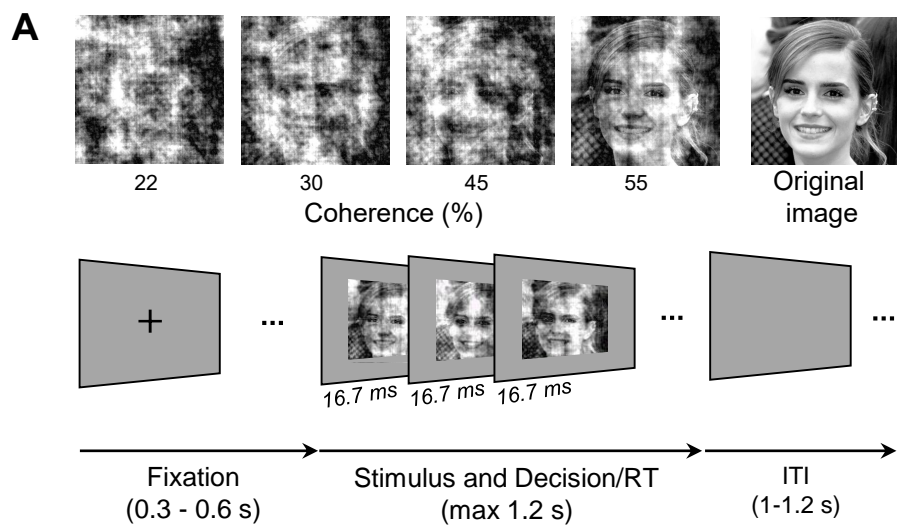 A
22 30 45 55 Original
Coherence (%) image
+
... ... ...
16.7 ms 16.7 ms 16.7 ms
Fixation Stimulus and Decision/RT ITI
(0.3 - 0.6 s) (max 1.2 s) (1-1.2 s)